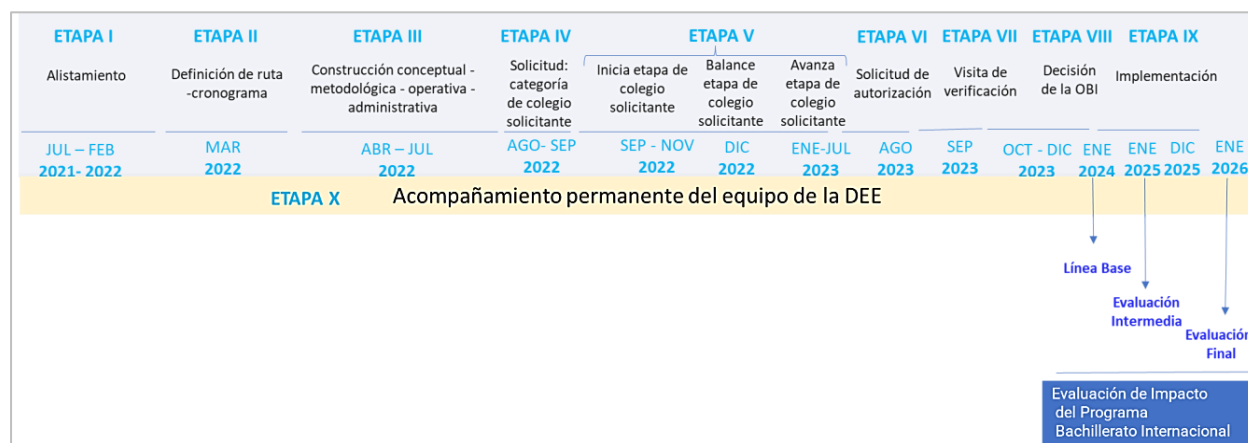 ETAPA I
ETAPA II
ETAPA III
ETAPA IV
ETAPA V
ETAPA VI
ETAPA VII
ETAPA VIII
ETAPA IX
Alistamiento
Definición de ruta
-cronograma
Construcción conceptual -
metodológica - operativa -
administrativa
Solicitud:
categoría
de colegio
solicitante
Inicia etapa de
colegio
solicitante
Balance
etapa de
colegio
solicitante
Avanza
etapa de
colegio
solicitante
Solicitud de
autorización
Visita de
verificación
Decisión
de la OBI
Implementación
JUL – FEB
2021- 2022
MAR
2022
ABR – JUL
2022
AGO- SEP
2022
SEP - NOV
2022
DIC
2022
ENE-JUL
2023
AGO
2023
SEP
2023
OCT - DIC
2023
ENE
2024
ENE
2025
DIC
2025
ENE
2026
ETAPA X
Acompañamiento permanente del equipo de la DEE
Línea Base
Evaluación
Intermedia
Evaluación
Final
Evaluación de Impacto
del Programa
Bachillerato Internacional